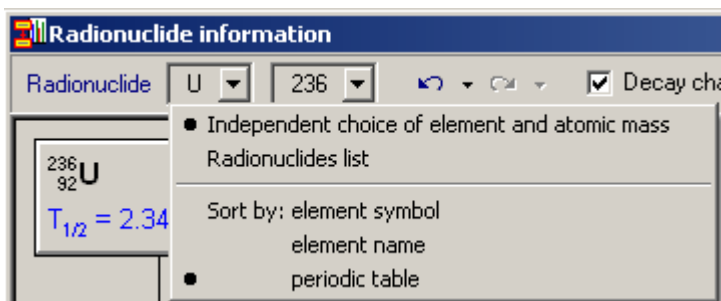 Radionuclide information
Radionuclide U 236 Decay cha
Independent choice of element and atomic mass
Radionuclides list
236
92 U
T1/2 = 2.34
Sort by: element symbol
element name
periodic table